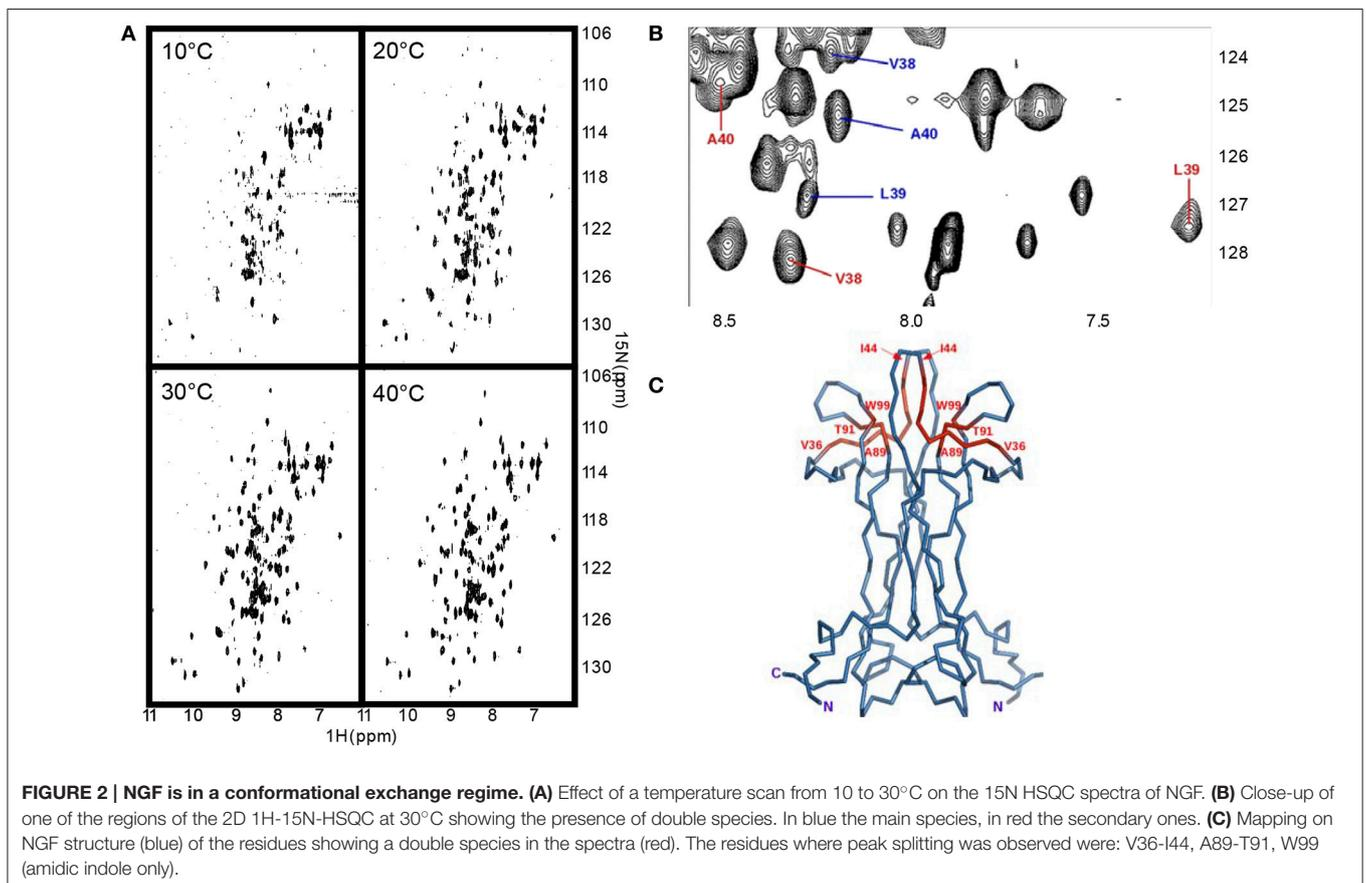 A
10°C
20°C
106
110
114
118
122
126
130
15N(ppm)
30°C
40°C
106
110
114
118
122
126
130
11 10 9 8 7 11 10 9 8 7
1H(ppm)
B
V38
A40
A40
L39
L39
V38
124
125
126
127
128
8.5 8.0 7.5
C
I44 I44
W99 W99
T91 T91
V36 V36
A89 A89
C
N N
FIGURE 2 | NGF is in a conformational exchange regime. (A) Effect of a temperature scan from 10 to 30°C on the 15N HSQC spectra of NGF. (B) Close-up of
one of the regions of the 2D 1H-15N-HSQC at 30°C showing the presence of double species. In blue the main species, in red the secondary ones. (C) Mapping on
NGF structure (blue) of the residues showing a double species in the spectra (red). The residues where peak splitting was observed were: V36-I44, A89-T91, W99
(amidic indole only).